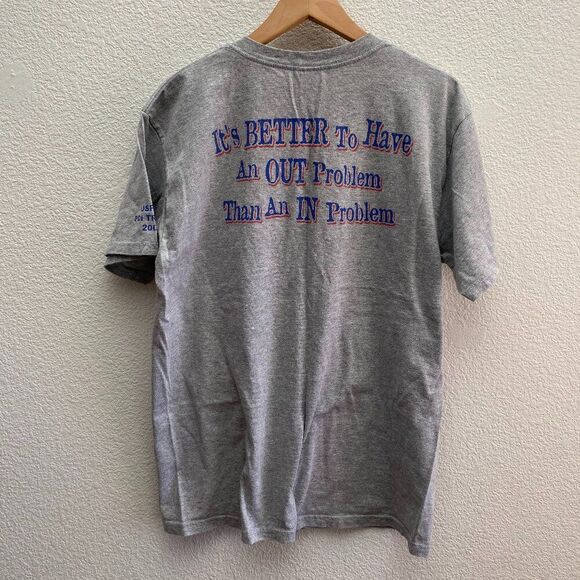 It's BETTER To Have
An OUT Problem
Than An IN Problem